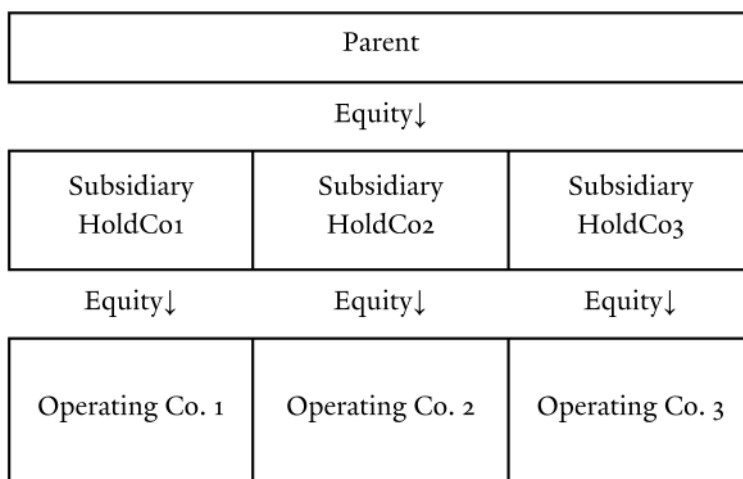 Parent
Equity↓
Subsidiary Subsidiary Subsidiary
HoldCo1 HoldCo2 HoldCo3
Equity↓ Equity↓ Equity↓
Operating Co. 1 Operating Co. 2 Operating Co. 3